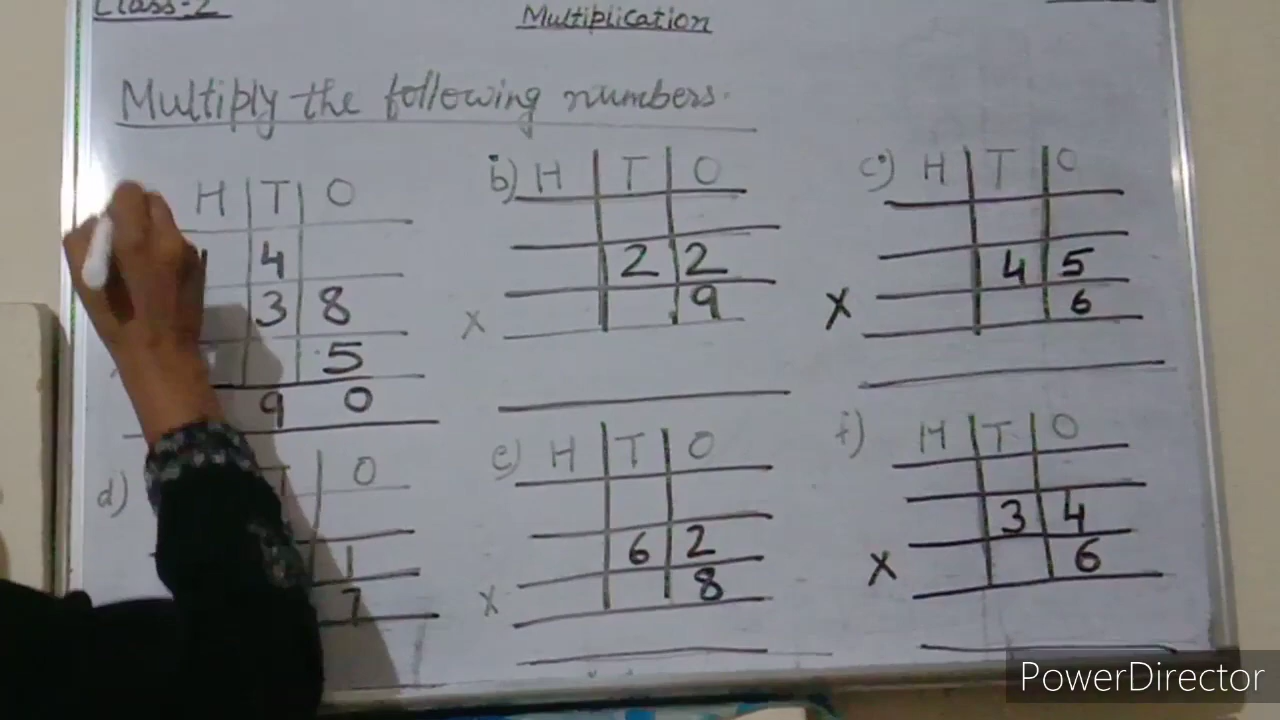 Class-2
Multiplication
Multiply the following numbers.
H T O
4
3 8
5
9 0
b) H T O
2 2
x 9
c) H T O
4 5
x 6
d) T O
1
7
e) H T O
6 2
x 8
f) H T O
3 4
x 6
PowerDirector